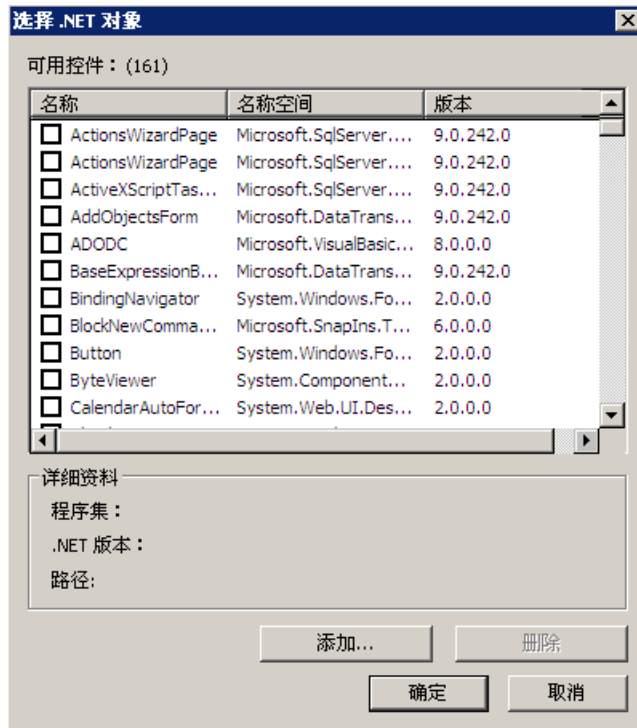 选择 .NET 对象
可用控件：(161)
名称 名称空间 版本
ActionsWizardPage Microsoft.SqlServer.... 9.0.242.0
ActionsWizardPage Microsoft.SqlServer.... 9.0.242.0
ActiveXScriptTas... Microsoft.SqlServer.... 9.0.242.0
AddObjectsForm Microsoft.DataTrans... 9.0.242.0
ADODC Microsoft.VisualBasic... 8.0.0.0
BaseExpressionB... Microsoft.DataTrans... 9.0.242.0
BindingNavigator System.Windows.Fo... 2.0.0.0
BlockNewComma... Microsoft.SnapIns.T... 6.0.0.0
Button System.Windows.Fo... 2.0.0.0
ByteViewer System.Component... 2.0.0.0
CalendarAutoFor... System.Web.UI.Des... 2.0.0.0
详细资料
程序集：
.NET 版本：
路径:
添加... 删除
确定 取消